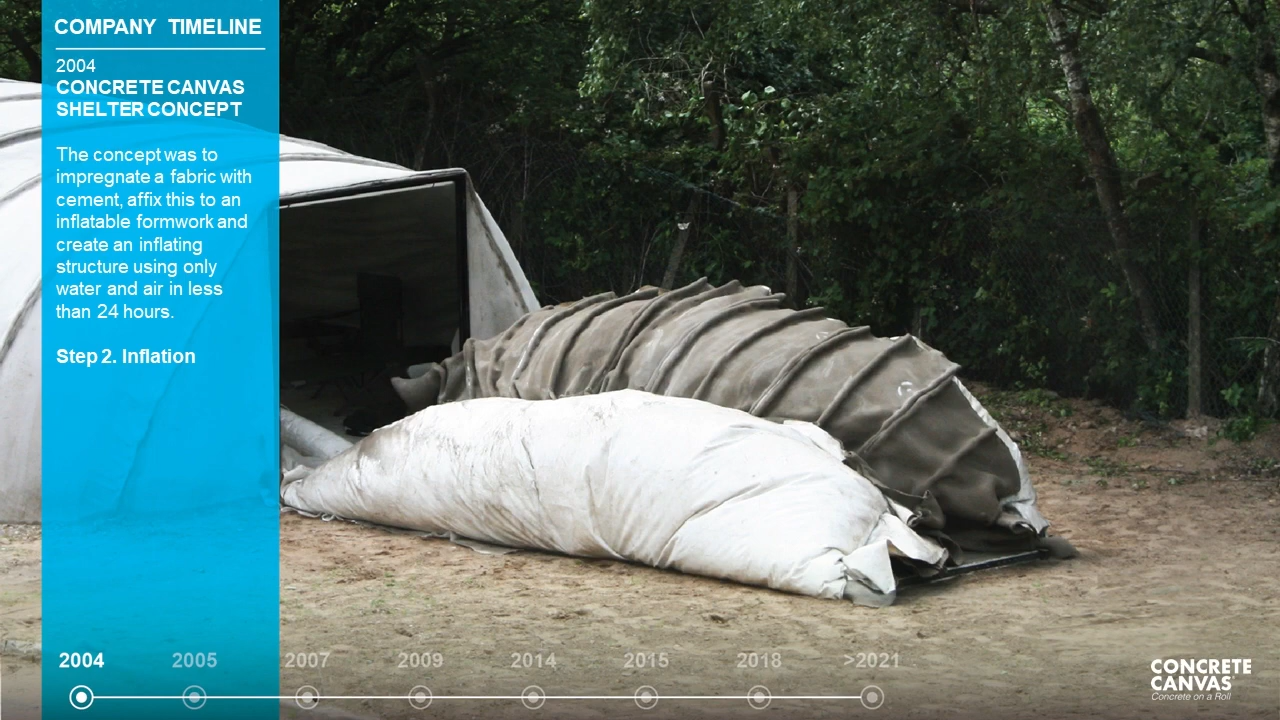 COMPANY TIMELINE
2004
CONCRETE CANVAS
SHELTER CONCEPT
The concept was to
impregnate a fabric with
cement, affix this to an
inflatable formwork and
create an inflating
structure using only
water and air in less
than 24 hours.
Step 2. Inflation
2004 2005 2007 2009 2014 2015 2018 >2021
CONCRETE
CANVAS
Concrete on a Roll